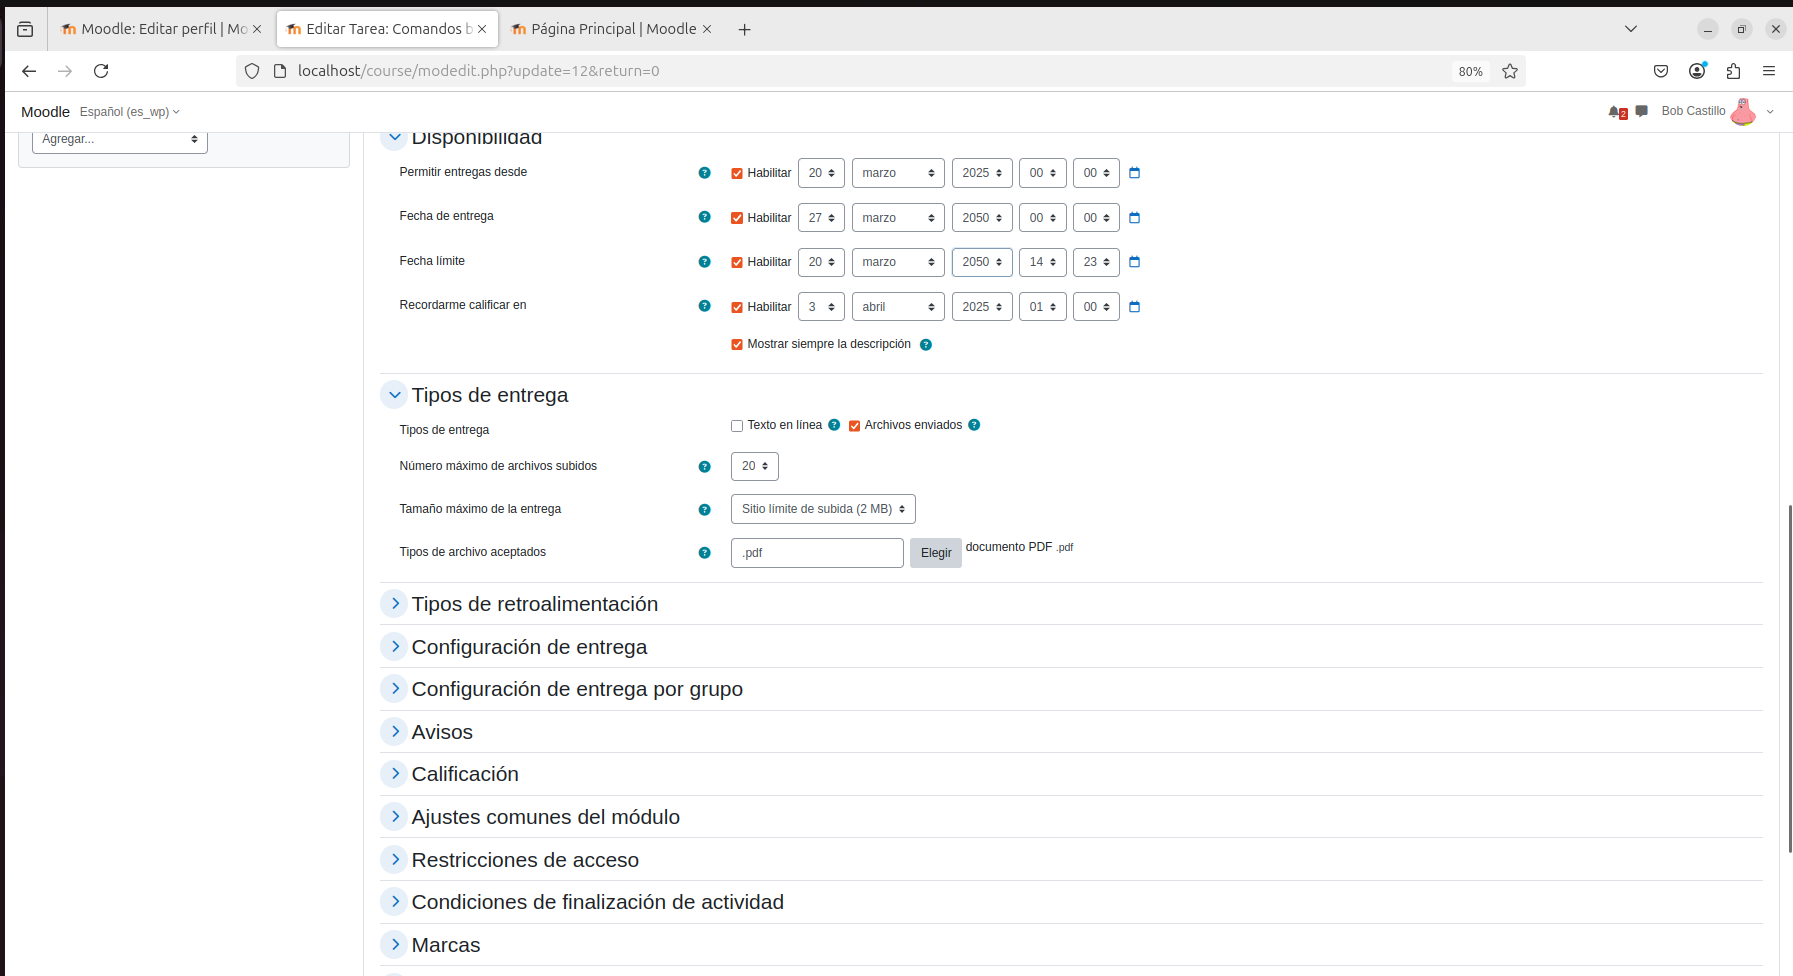 Moodle: Editar perfil | Mo
Editar Tarea: Comandos b
Página Principal | Moodle
localhost/course/modedit.php?update=12&return=0
80%
Moodle Español (es_wp)
2 Bob Castillo
Agregar...
Disponibilidad
Permitir entregas desde ? Habilitar 20 marzo 2025 00 00
Fecha de entrega ? Habilitar 27 marzo 2050 00 00
Fecha límite ? Habilitar 20 marzo 2050 14 23
Recordarme calificar en ? Habilitar 3 abril 2025 01 00
Mostrar siempre la descripción ?
Tipos de entrega
Tipos de entrega Texto en línea ? Archivos enviados ?
Número máximo de archivos subidos ? 20
Tamaño máximo de la entrega ? Sitio límite de subida (2 MB)
Tipos de archivo aceptados ? .pdf Elegir documento PDF .pdf
Tipos de retroalimentación
Configuración de entrega
Configuración de entrega por grupo
Avisos
Calificación
Ajustes comunes del módulo
Restricciones de acceso
Condiciones de finalización de actividad
Marcas